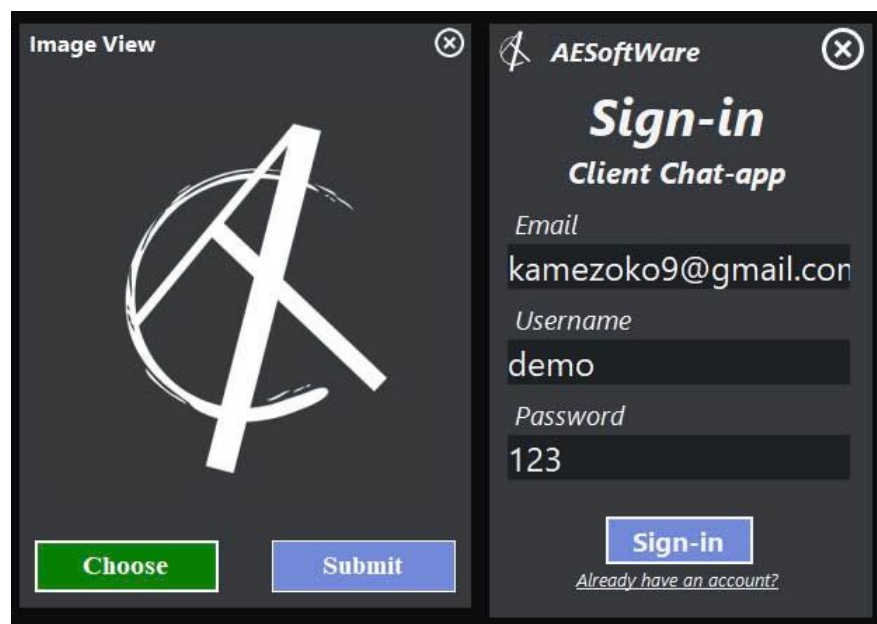 Image View
Choose
Submit
AESoftWare
Sign-in
Client Chat-app
Email
kamezoko9@gmail.com
Username
demo
Password
123
Sign-in
Already have an account?